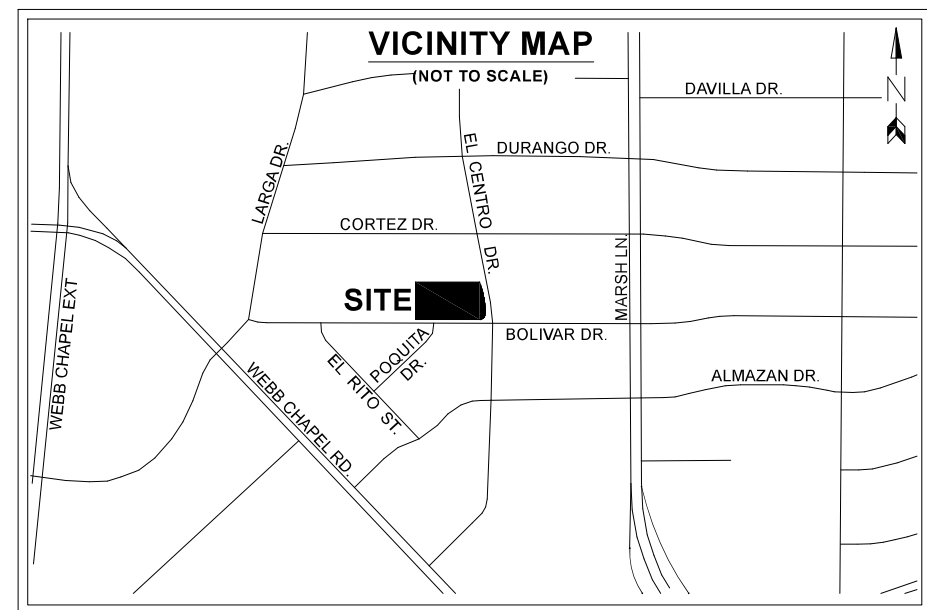 VICINITY MAP
(NOT TO SCALE)
N
DAVILLA DR.
DURANGO DR.
LARGA DR.
EL CENTRO DR.
CORTEZ DR.
MARSH LN.
SITE
WEBB CHAPEL EXT
BOLIVAR DR.
POQUITA
DR.
EL RITO ST.
WEBB CHAPEL RD.
ALMAZAN DR.